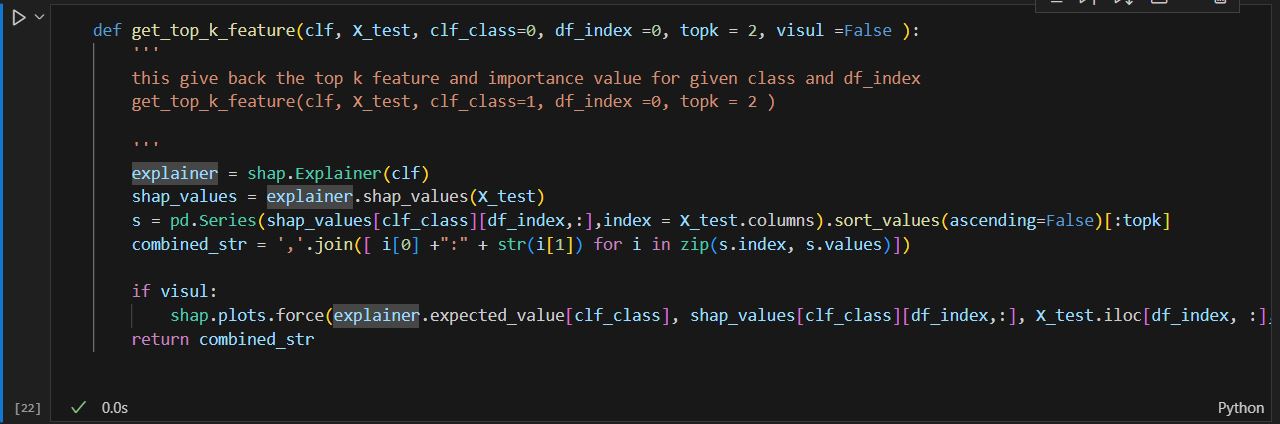 def get_top_k_feature(clf, X_test, clf_class=0, df_index =0, topk = 2, visul =False ):
'''
this give back the top k feature and importance value for given class and df_index
get_top_k_feature(clf, X_test, clf_class=1, df_index =0, topk = 2 )
'''
explainer = shap.Explainer(clf)
shap_values = explainer.shap_values(X_test)
s = pd.Series(shap_values[clf_class][df_index,:],index = X_test.columns).sort_values(ascending=False)[:topk]
combined_str = ','.join([ i[0] +":" + str(i[1]) for i in zip(s.index, s.values)])
if visul:
shap.plots.force(explainer.expected_value[clf_class], shap_values[clf_class][df_index,:], X_test.iloc[df_index, :],
return combined_str
[22] 0.0s Python